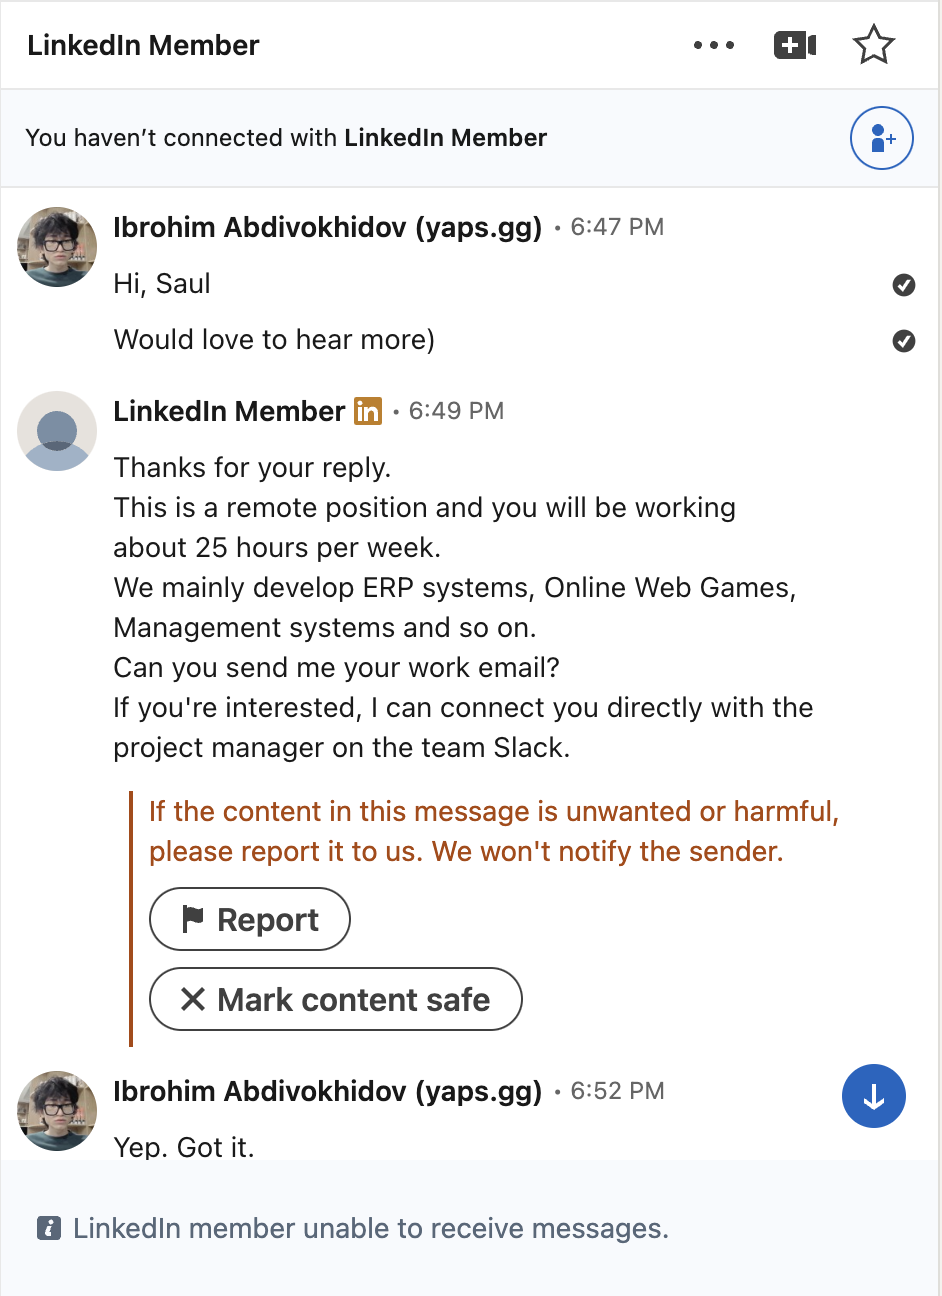 LinkedIn Member
You haven’t connected with LinkedIn Member
Ibrohim Abdivokhidov (yaps.gg) • 6:47 PM
Hi, Saul
Would love to hear more)
LinkedIn Member in • 6:49 PM
Thanks for your reply.
This is a remote position and you will be working
about 25 hours per week.
We mainly develop ERP systems, Online Web Games,
Management systems and so on.
Can you send me your work email?
If you're interested, I can connect you directly with the
project manager on the team Slack.
If the content in this message is unwanted or harmful,
please report it to us. We won't notify the sender.
Report
Mark content safe
Ibrohim Abdivokhidov (yaps.gg) • 6:52 PM
Yep. Got it.
LinkedIn member unable to receive messages.